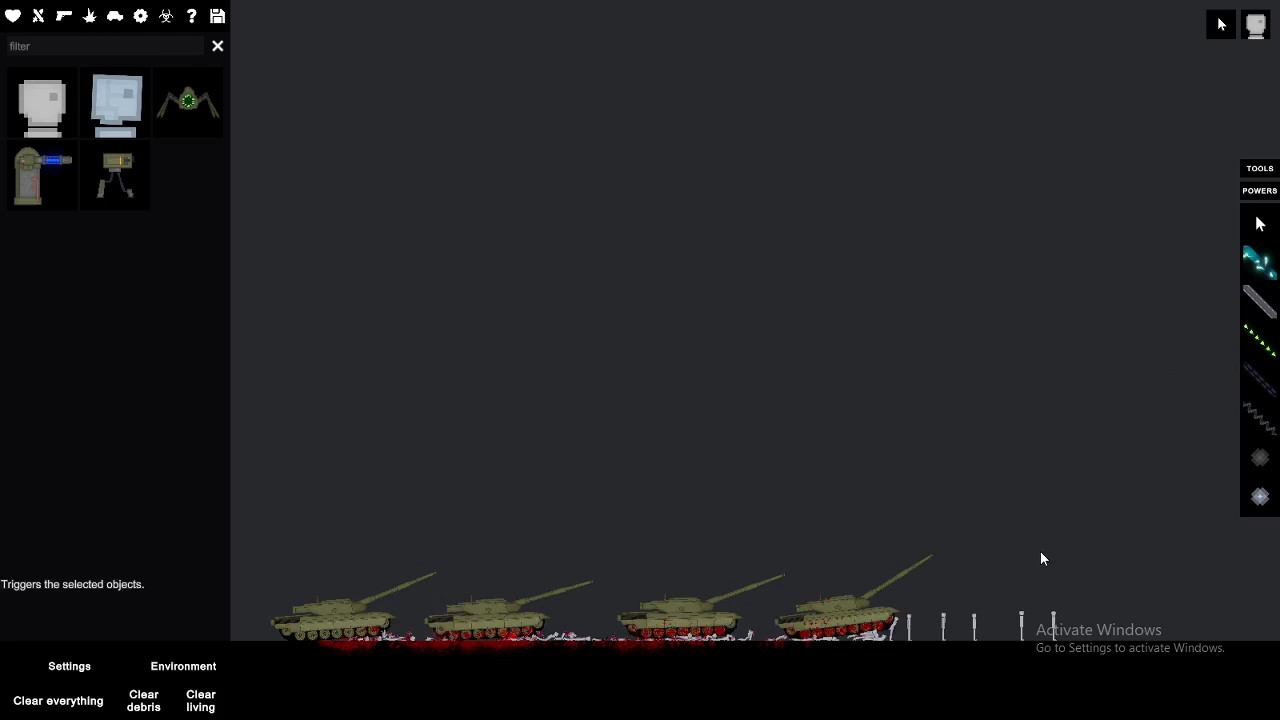 filter
TOOLS
POWERS
Triggers the selected objects.
Activate Windows
Go to Settings to activate Windows.
Settings
Environment
Clear everything
Clear
debris
Clear
living